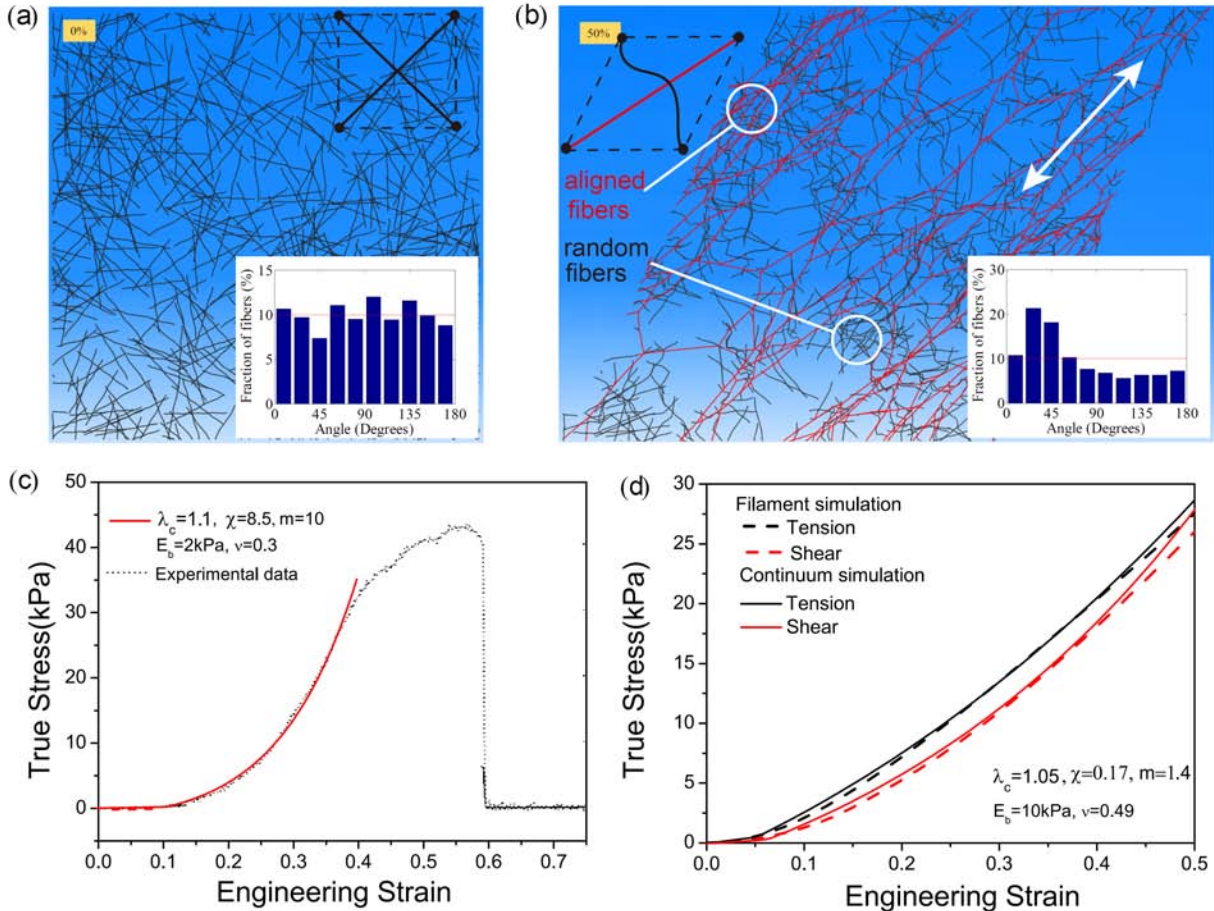 (a)
0%
15
10
5
0
Fraction of fibers (%)
0 45 90 135 180
Angle (Degrees)
(b)
50%
aligned
fibers
random
fibers
30
20
10
0
Fraction of fibers (%)
0 45 90 135 180
Angle (Degrees)
(c)
50
40
30
20
10
0
True Stress(kPa)
λc=1.1, χ=8.5, m=10
Eb=2kPa, ν=0.3
Experimental data
0.0 0.1 0.2 0.3 0.4 0.5 0.6 0.7
Engineering Strain
(d)
30
25
20
15
10
5
0
True Stress(kPa)
Filament simulation
Tension
Shear
Continuum simulation
Tension
Shear
λc=1.05, χ=0.17, m=1.4
Eb=10kPa, ν=0.49
0.0 0.1 0.2 0.3 0.4 0.5
Engineering Strain